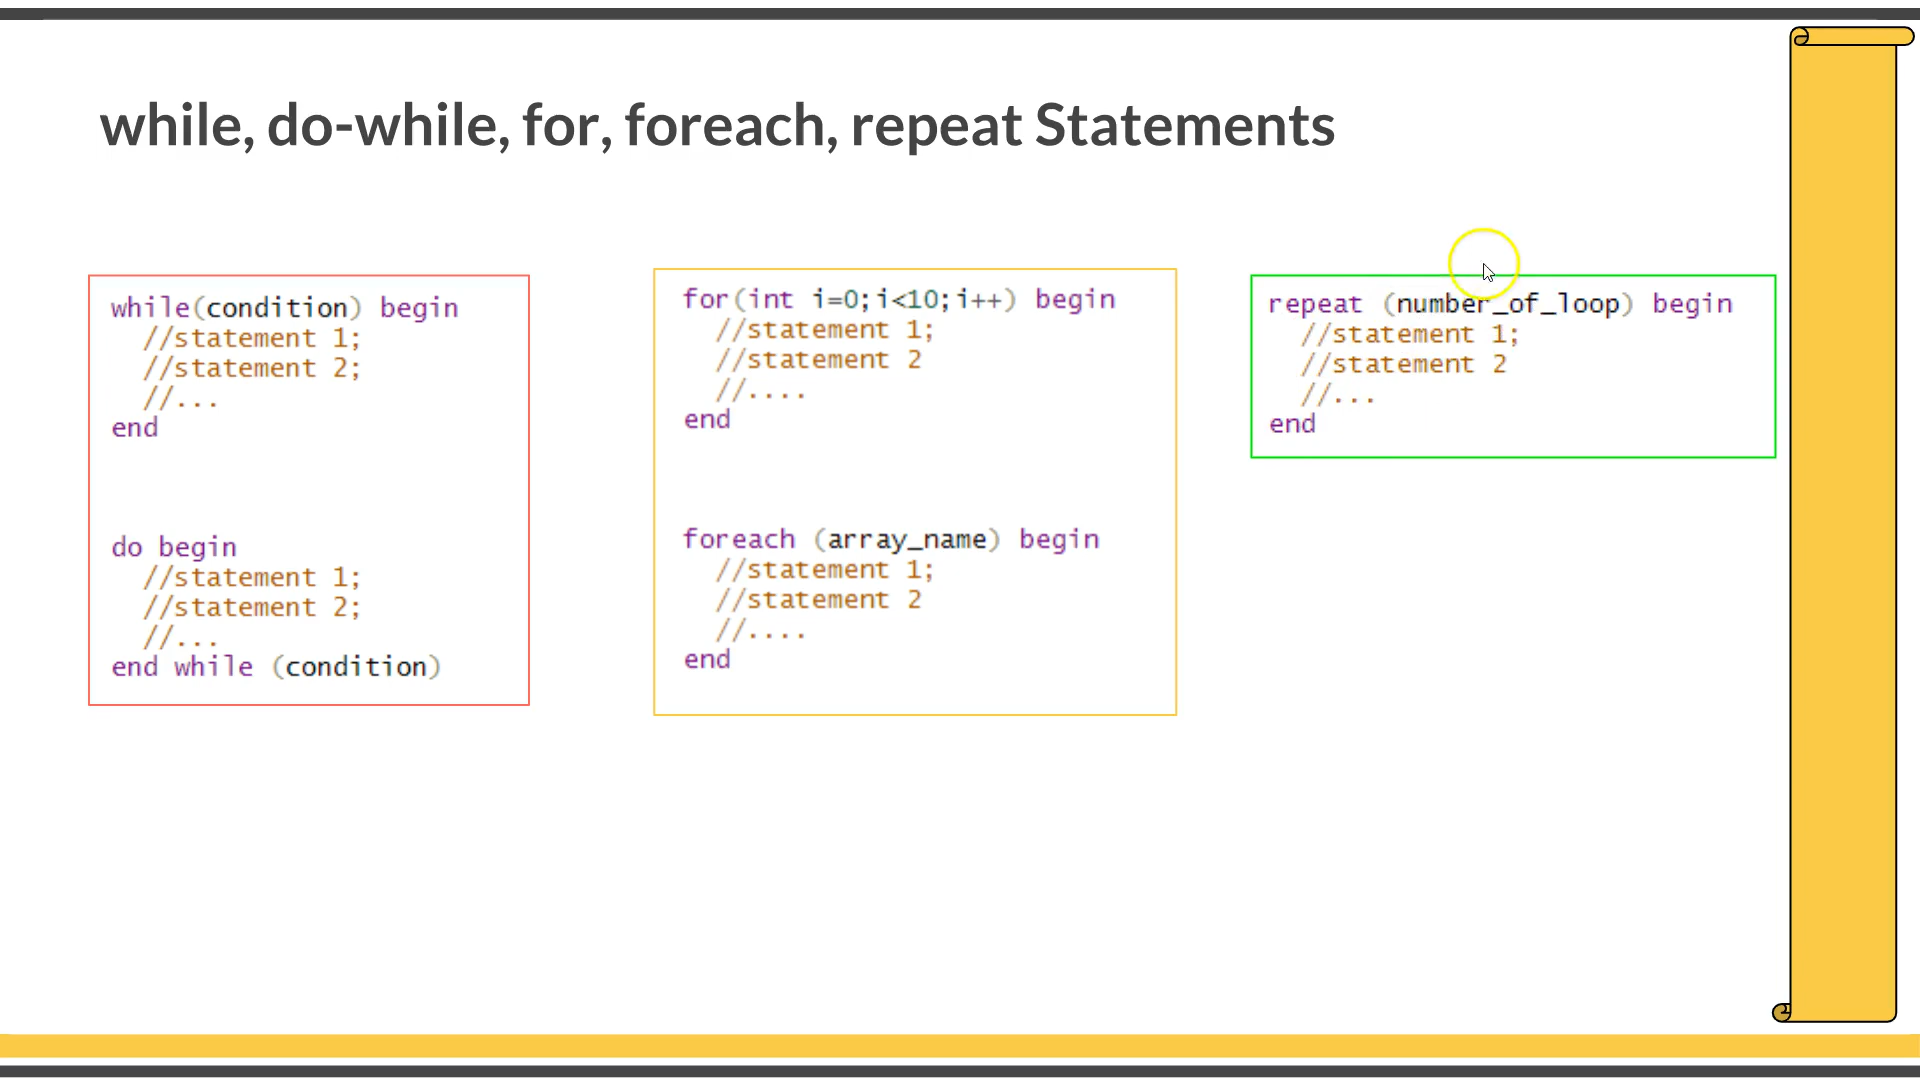 while, do-while, for, foreach, repeat Statements
while(condition) begin
//statement 1;
//statement 2;
//...
end
do begin
//statement 1;
//statement 2;
//...
end while (condition)
for(int i=0;i<10;i++) begin
//statement 1;
//statement 2
//....
end
foreach (array_name) begin
//statement 1;
//statement 2
//....
end
repeat (number_of_loop) begin
//statement 1;
//statement 2
//...
end